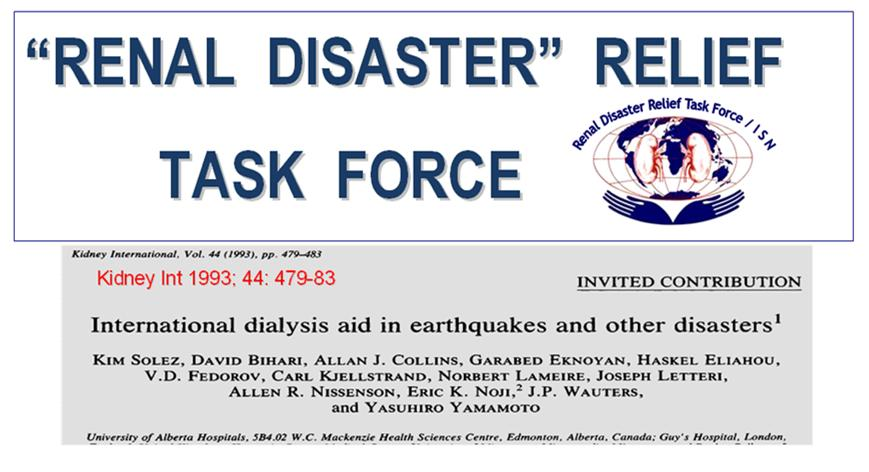 “RENAL DISASTER” RELIEF
TASK FORCE
Renal Disaster Relief Task Force / I S N
Kidney International, Vol. 44 (1993), pp. 479–483
Kidney Int 1993; 44: 479-83
INVITED CONTRIBUTION
International dialysis aid in earthquakes and other disasters¹
KIM SOLEZ, DAVID BIHARI, ALLAN J. COLLINS, GARABED EKNOYAN, HASKEL ELIAHOU,
V.D. FEDOROV, CARL KJELLSTRAND, NORBERT LAMEIRE, JOSEPH LETTERI,
ALLEN R. NISSENSON, ERIC K. NOJI,² J.P. WAUTERS,
and YASUHIRO YAMAMOTO
University of Alberta Hospitals, 5B4.02 W.C. Mackenzie Health Sciences Centre, Edmonton, Alberta, Canada; Guy's Hospital, London,